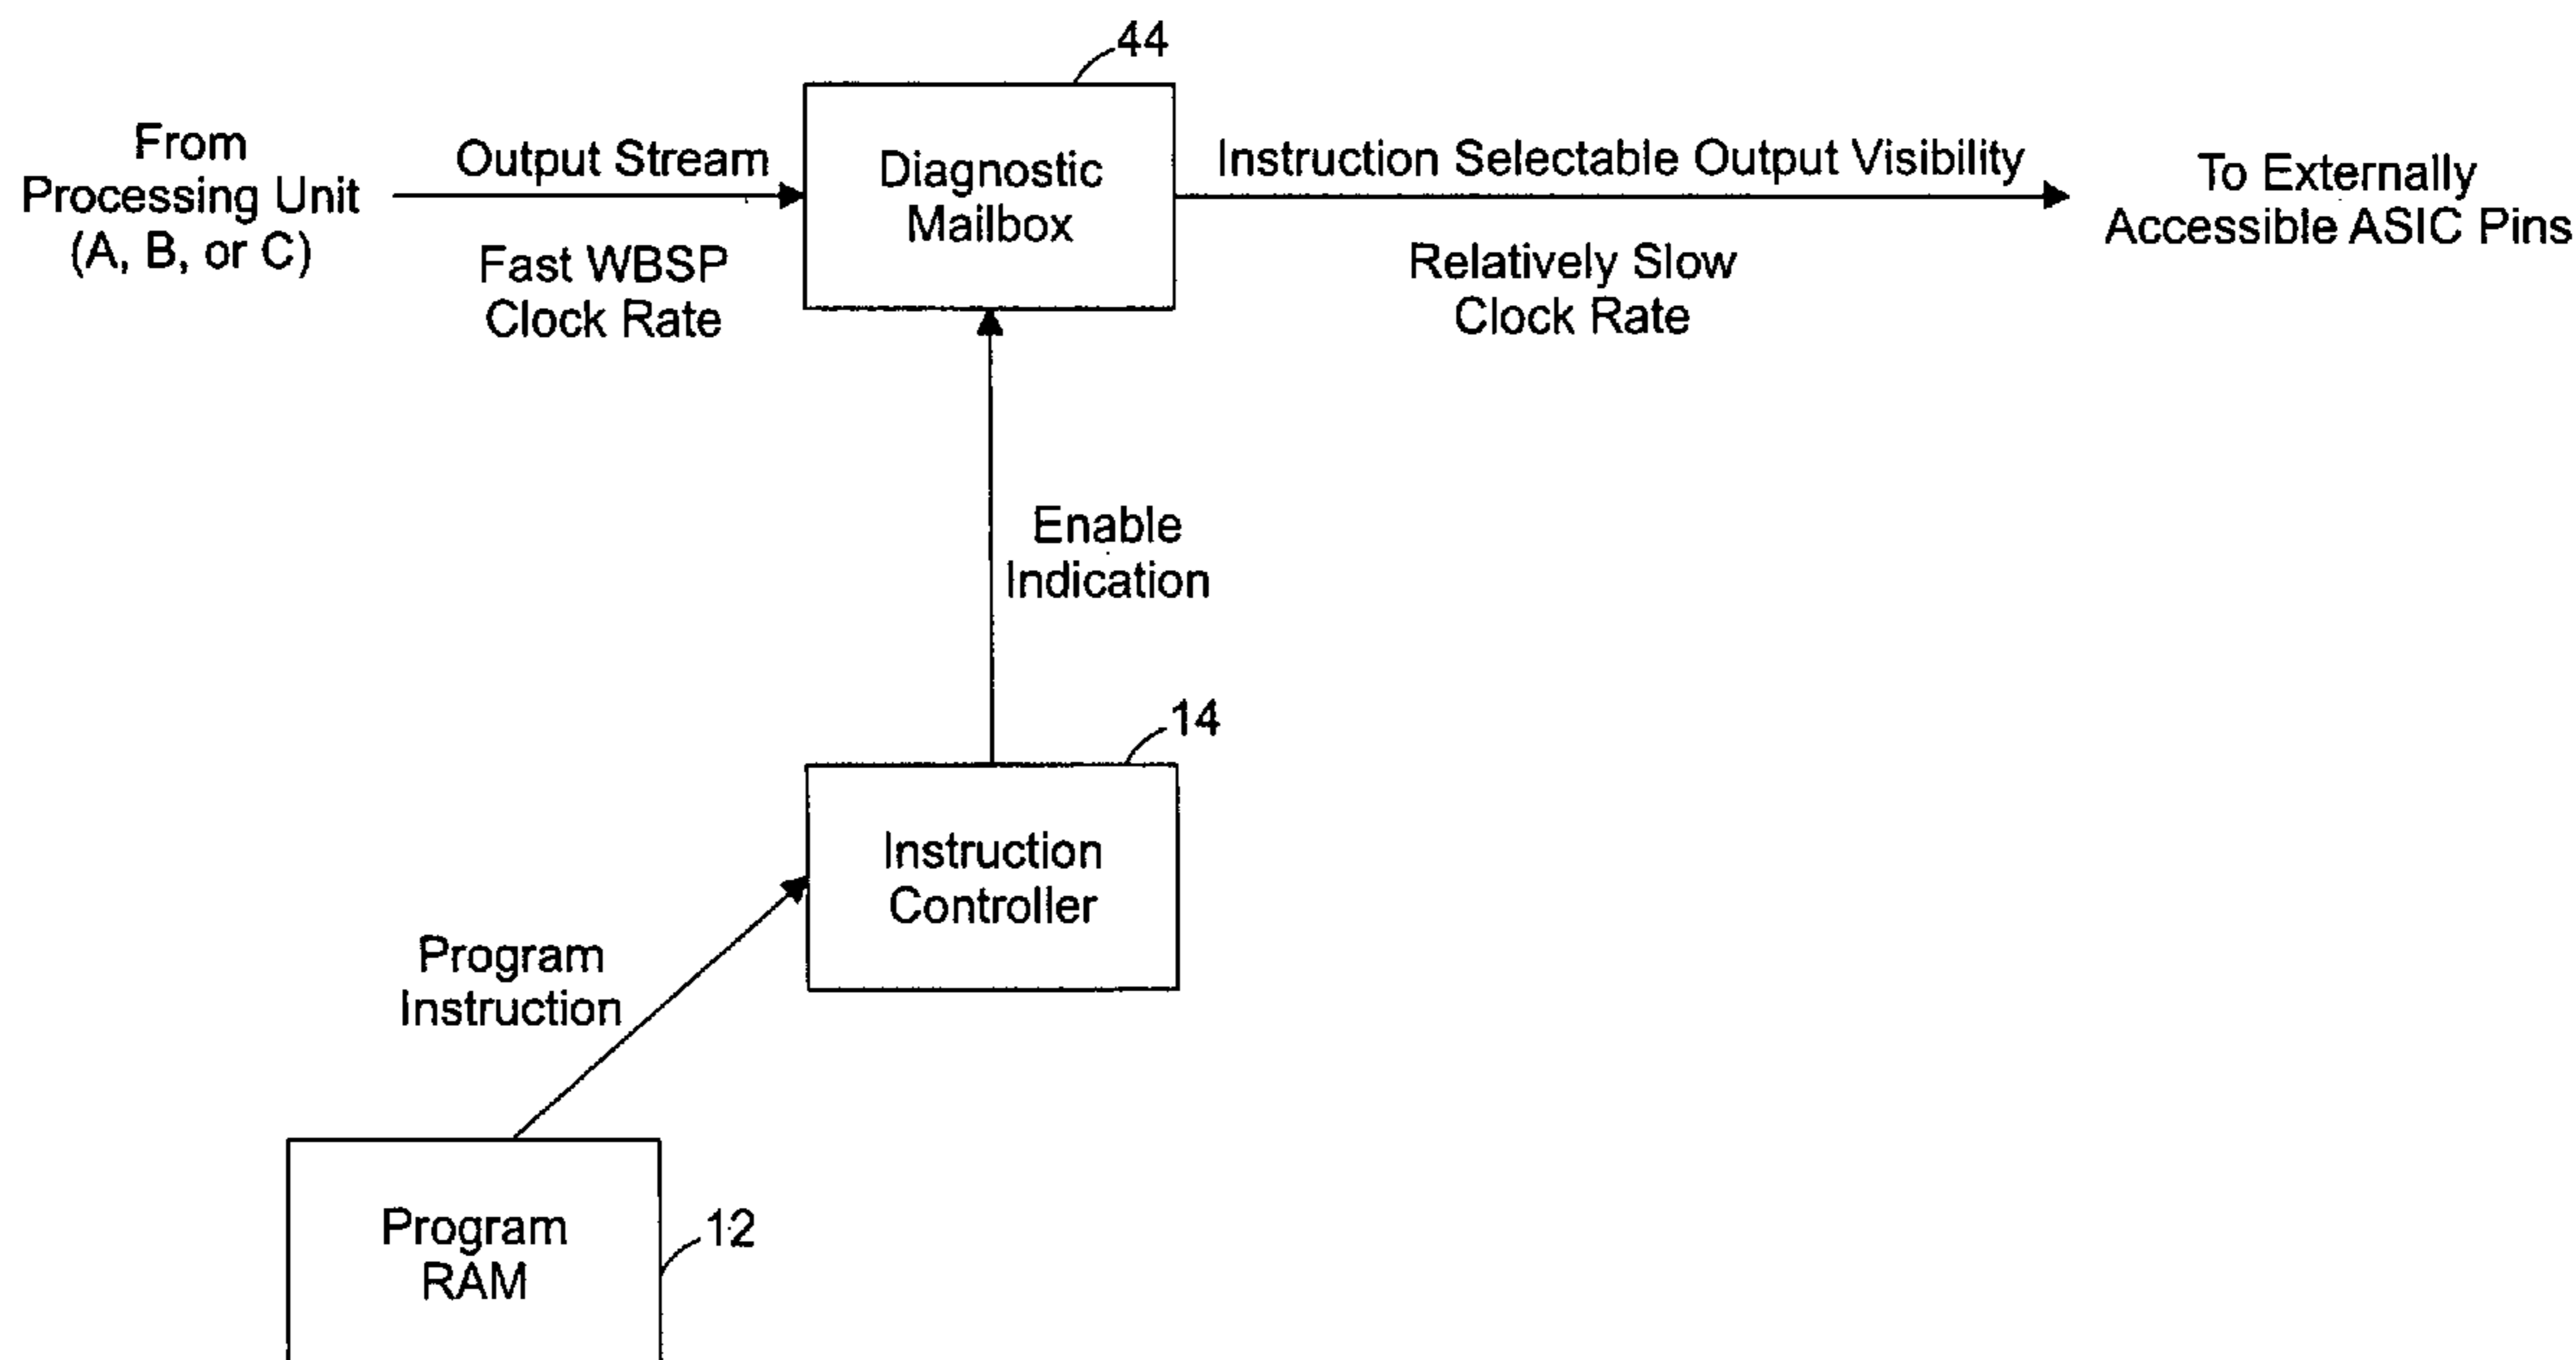 44
From
Processing Unit
(A, B, or C)
Output Stream
Fast WBSP
Clock Rate
Diagnostic
Mailbox
Instruction Selectable Output Visibility
Relatively Slow
Clock Rate
To Externally
Accessible ASIC Pins
Enable
Indication
14
Instruction
Controller
Program
Instruction
Program
RAM
12